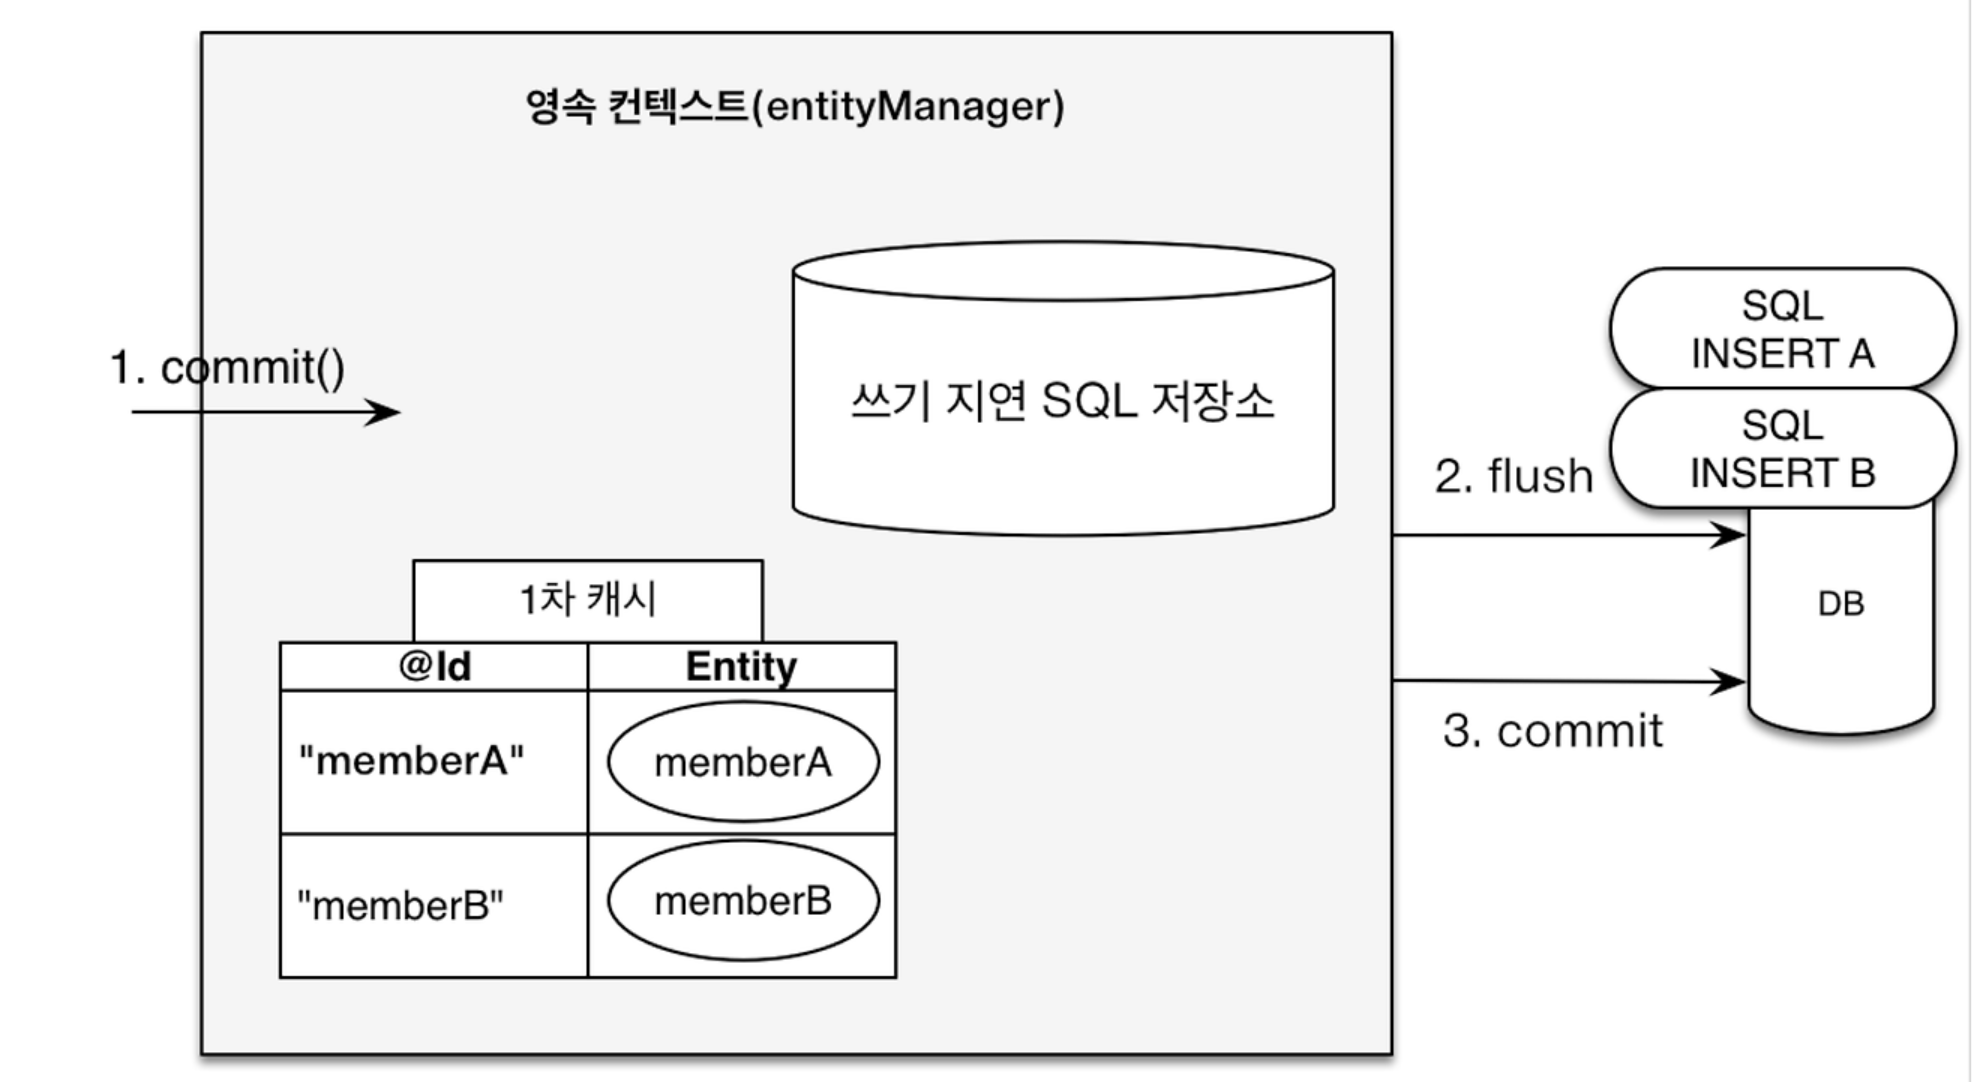 영속 컨텍스트(entityManager)
1. commit()
쓰기 지연 SQL 저장소
SQL
INSERT A
SQL
INSERT B
2. flush
DB
3. commit
1차 캐시
@Id Entity
"memberA" memberA
"memberB" memberB